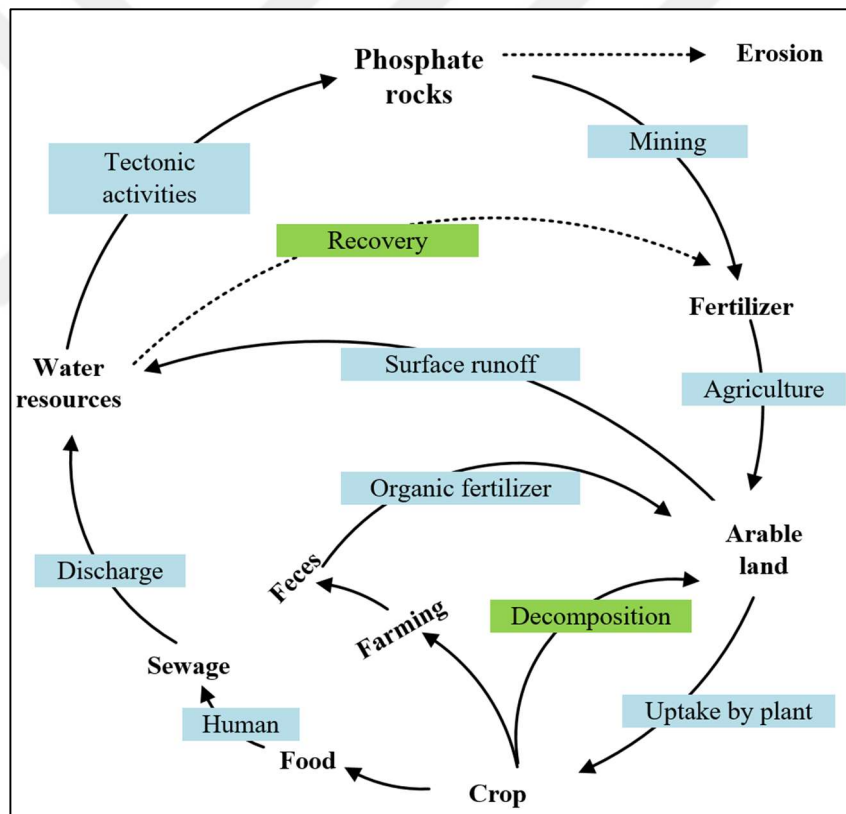 Phosphate
rocks
Erosion
Mining
Tectonic
activities
Recovery
Fertilizer
Surface runoff
Water
resources
Agriculture
Organic fertilizer
Arable
land
Discharge
Feces
Farming
Decomposition
Sewage
Human
Uptake by plant
Food
Crop